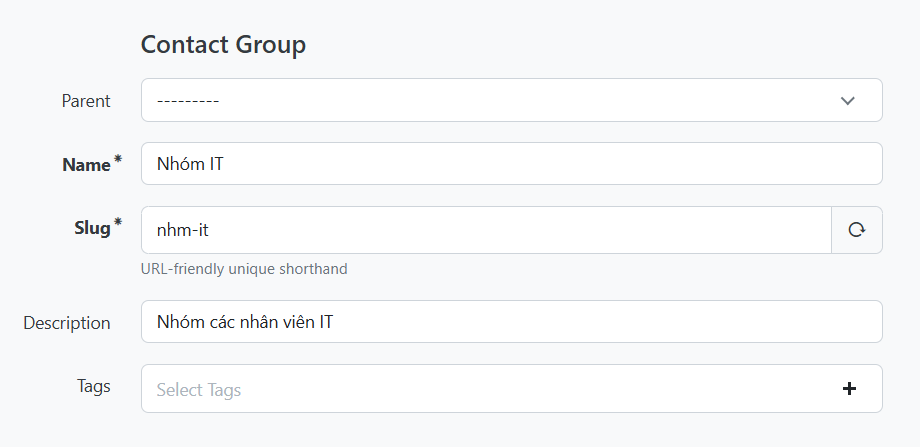 Contact Group
Parent ---------
Name* Nhóm IT
Slug* nhm-it
URL-friendly unique shorthand
Description Nhóm các nhân viên IT
Tags Select Tags